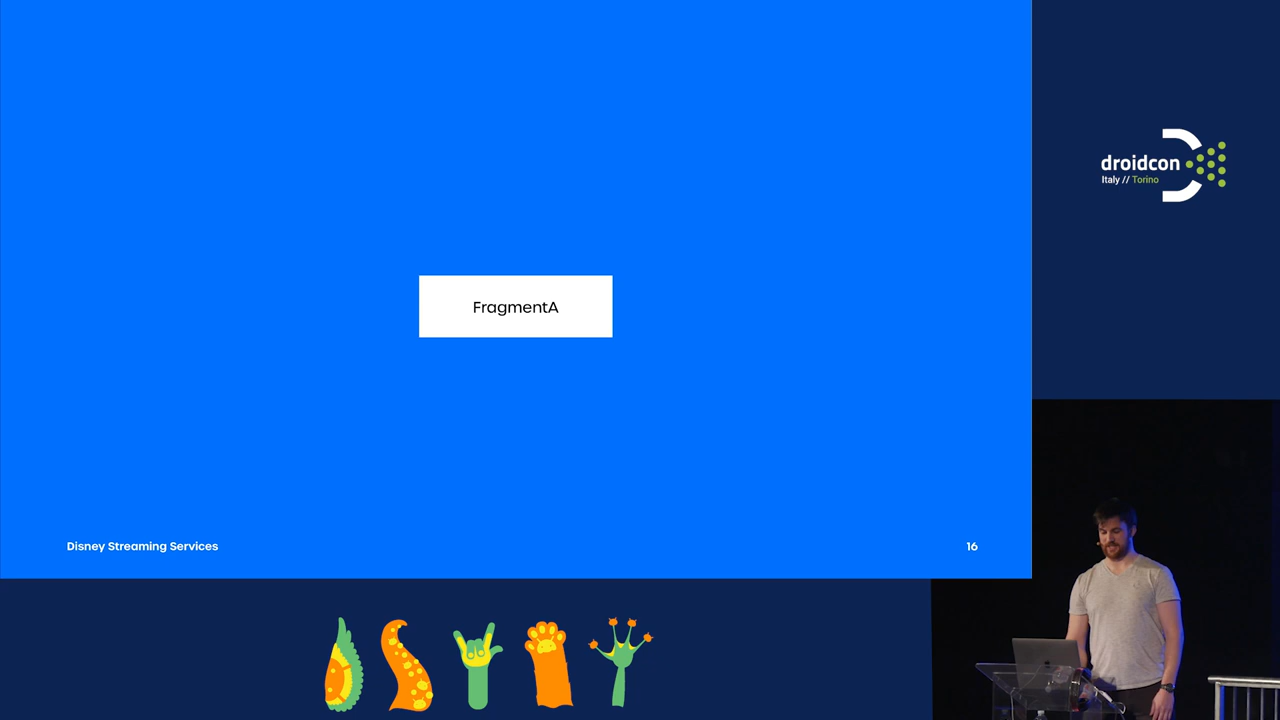 FragmentA
Disney Streaming Services
16
droidcon
Italy // Torino